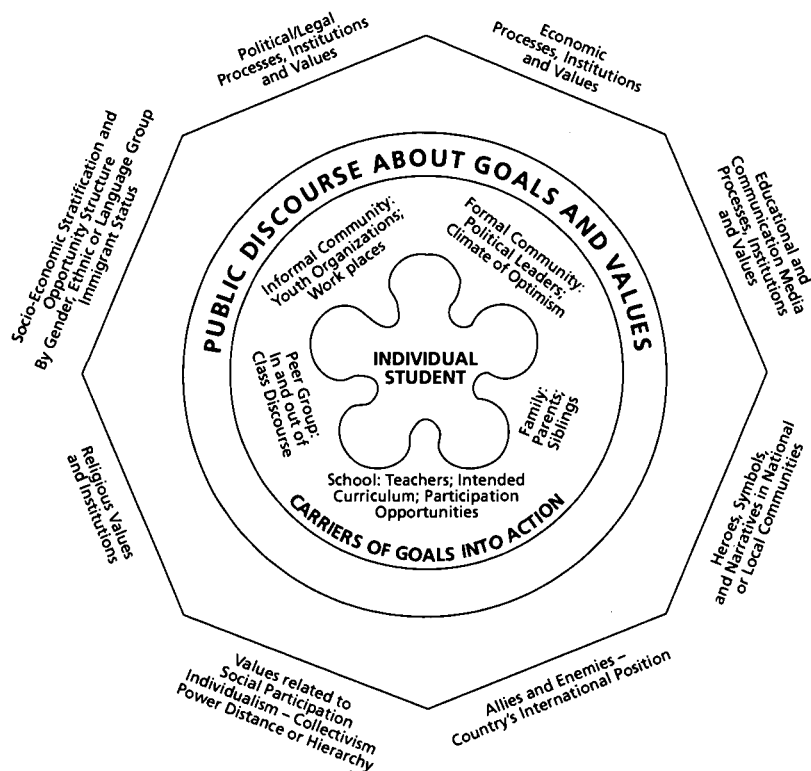 Political/Legal
Processes, Institutions
and Values
Economic
Processes, Institutions
and Values
Socio-Economic Stratification and
Opportunity Structure
By Gender, Ethnic or Language Group
Immigrant Status
Educational and
Communication Media
Processes, Institutions
and Values
PUBLIC DISCOURSE ABOUT GOALS AND VALUES
Informal Community:
Youth Organizations;
Work places
Formal Community:
Political Leaders;
Climate of Optimism
INDIVIDUAL
STUDENT
Peer Group:
In and out of
Class Discourse
Family:
Parents;
Siblings
School: Teachers; Intended
Curriculum; Participation
Opportunities
CARRIERS OF GOALS INTO ACTION
Religious Values
and Institutions
Heroes, Symbols,
and Narratives in National
or Local Communities
Values related to
Social Participation
Individualism – Collectivism
Power Distance or Hierarchy
Allies and Enemies –
Country's International Position